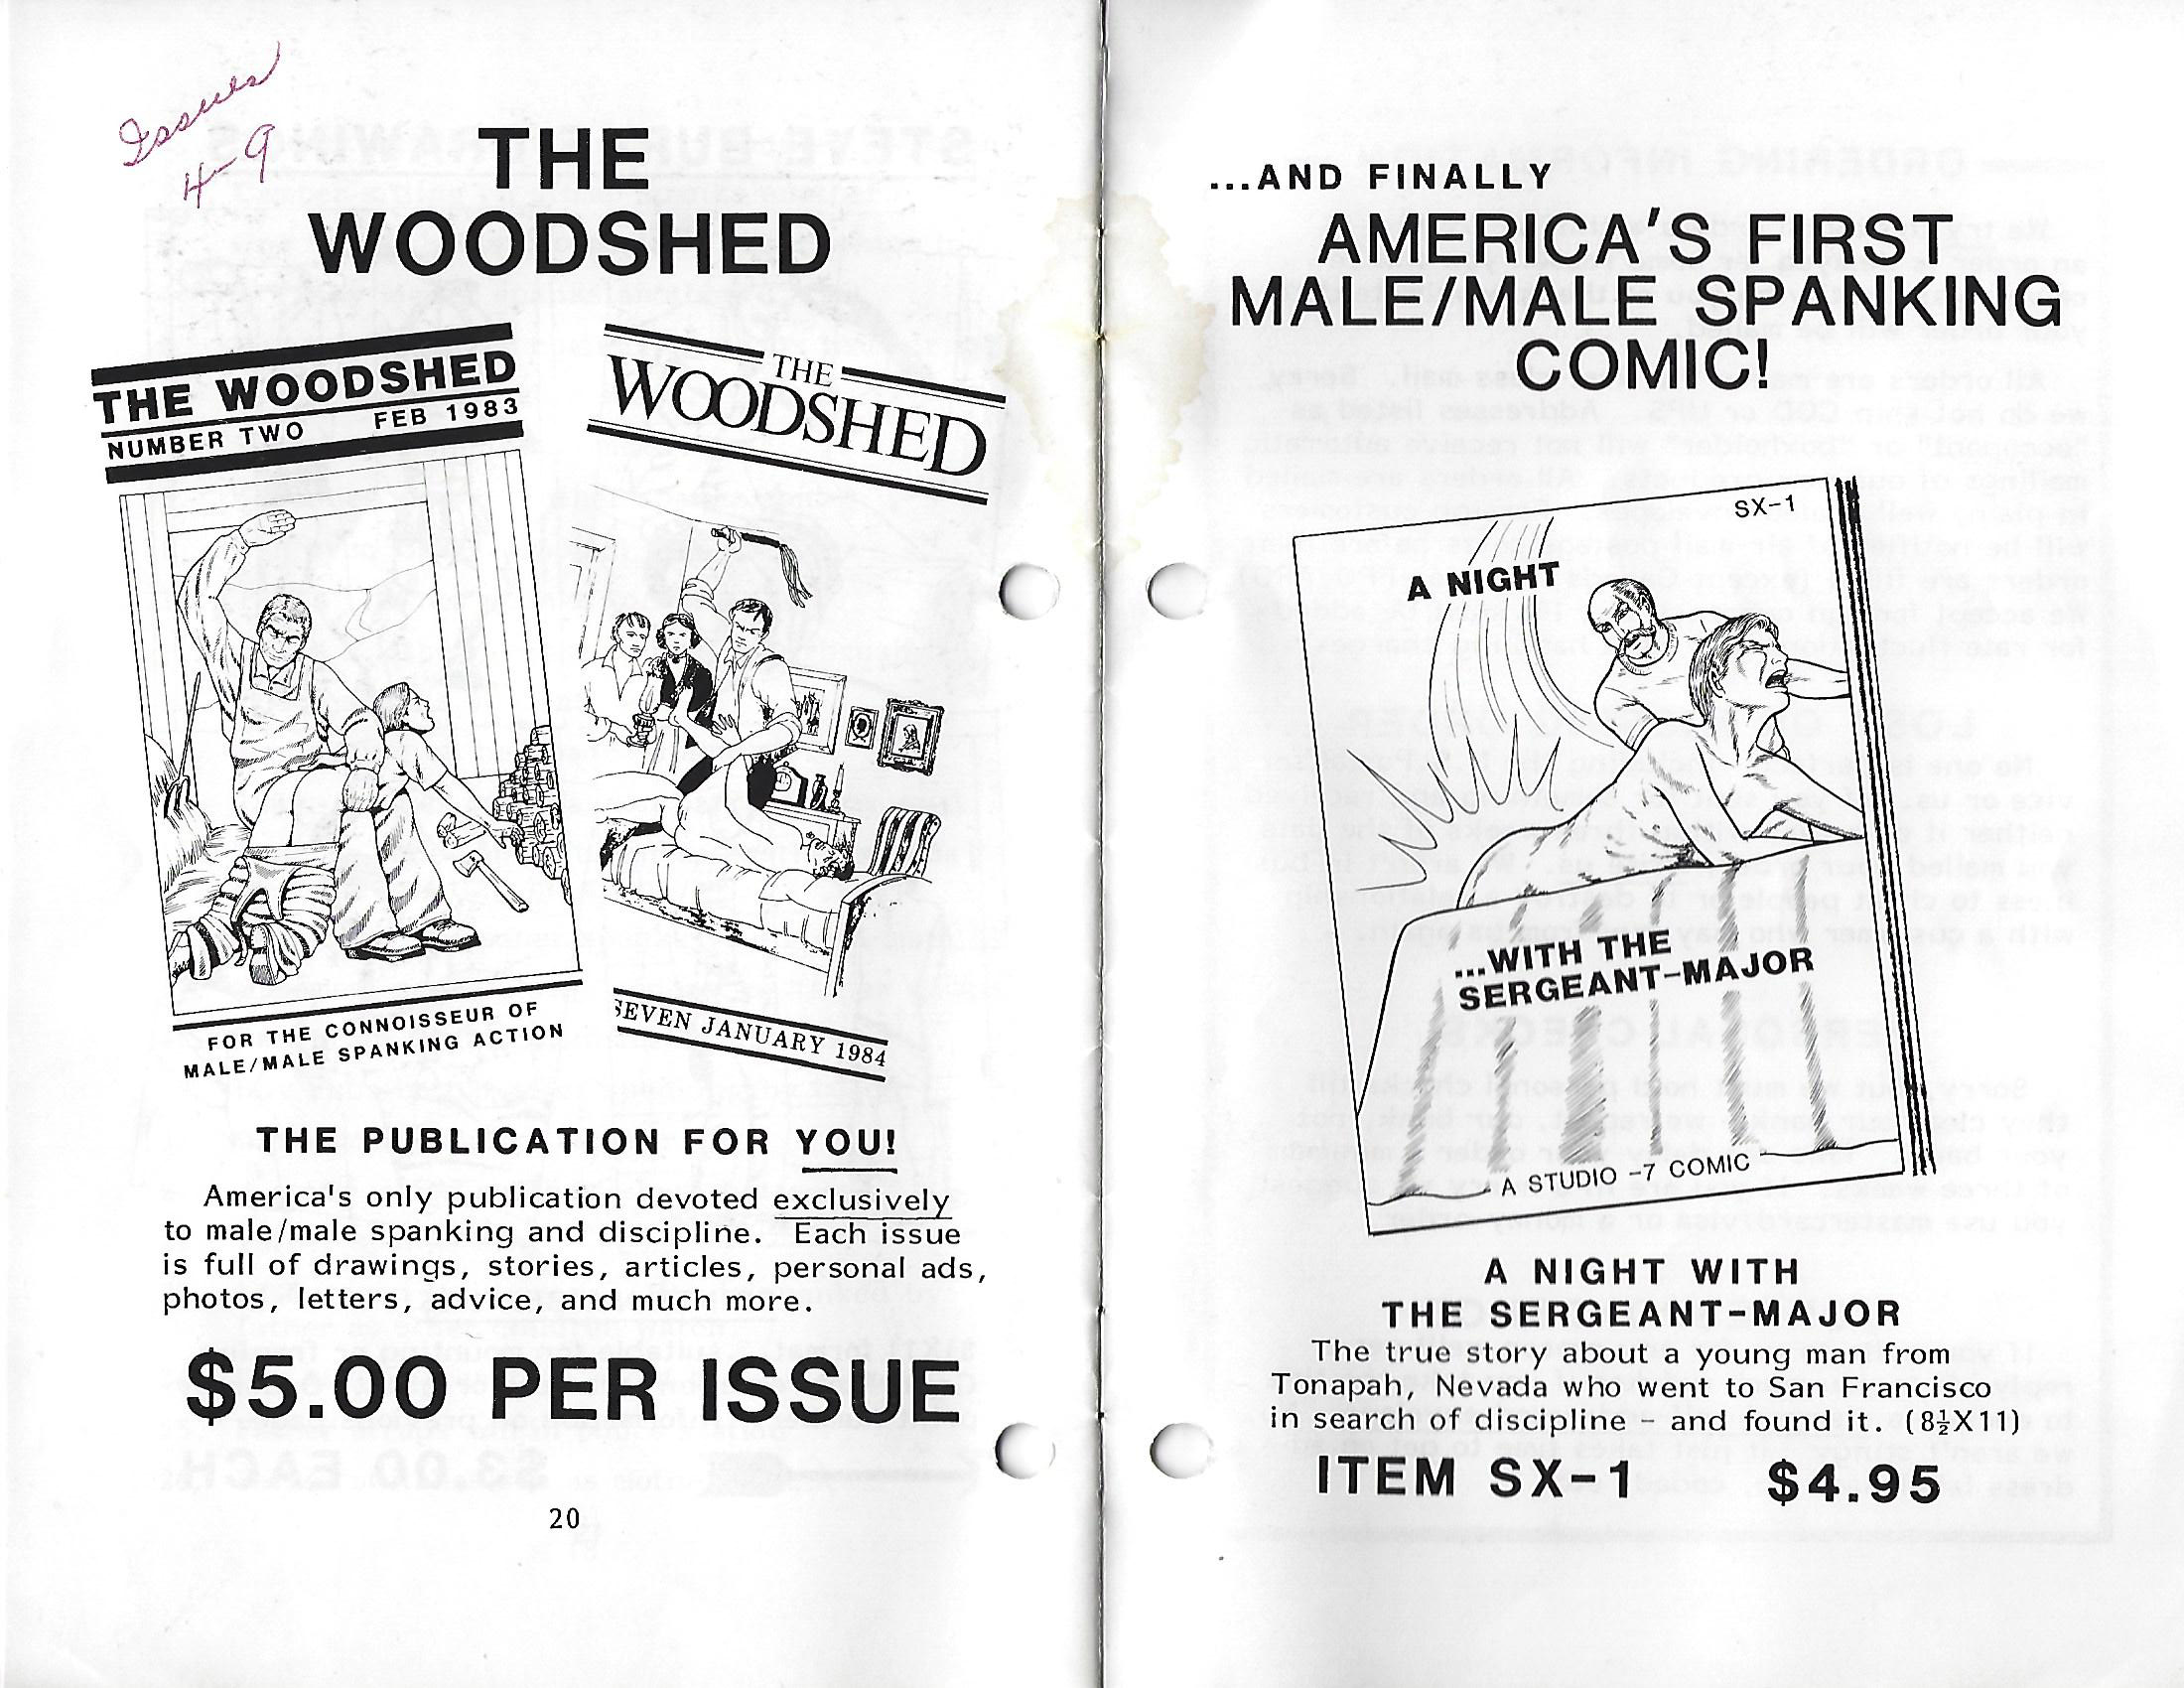 Issues
4-9
THE
WOODSHED
THE WOODSHED
NUMBER TWO FEB 1983
FOR THE CONNOISSEUR OF
MALE/MALE SPANKING ACTION
THE
WOODSHED
SEVEN JANUARY 1984
THE PUBLICATION FOR YOU!
America's only publication devoted exclusively
to male/male spanking and discipline. Each issue
is full of drawings, stories, articles, personal ads,
photos, letters, advice, and much more.
$5.00 PER ISSUE
20
...AND FINALLY
AMERICA'S FIRST
MALE/MALE SPANKING
COMIC!
SX-1
A NIGHT
...WITH THE
SERGEANT-MAJOR
A STUDIO -7 COMIC
A NIGHT WITH
THE SERGEANT-MAJOR
The true story about a young man from
Tonapah, Nevada who went to San Francisco
in search of discipline - and found it. (8½X11)
ITEM SX-1 $4.95